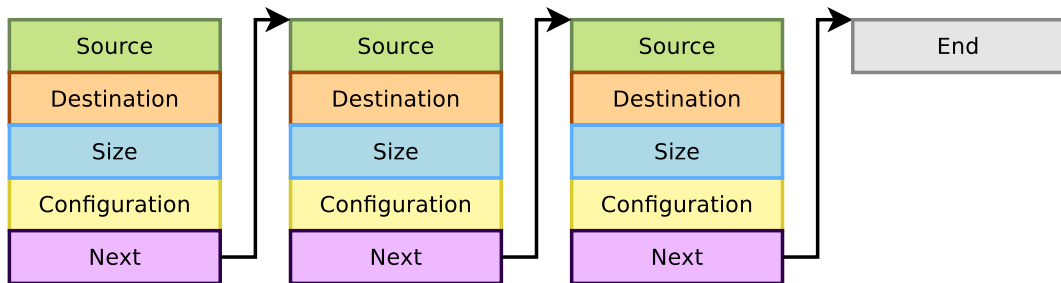 Source
Destination
Size
Configuration
Next
Source
Destination
Size
Configuration
Next
Source
Destination
Size
Configuration
Next
End